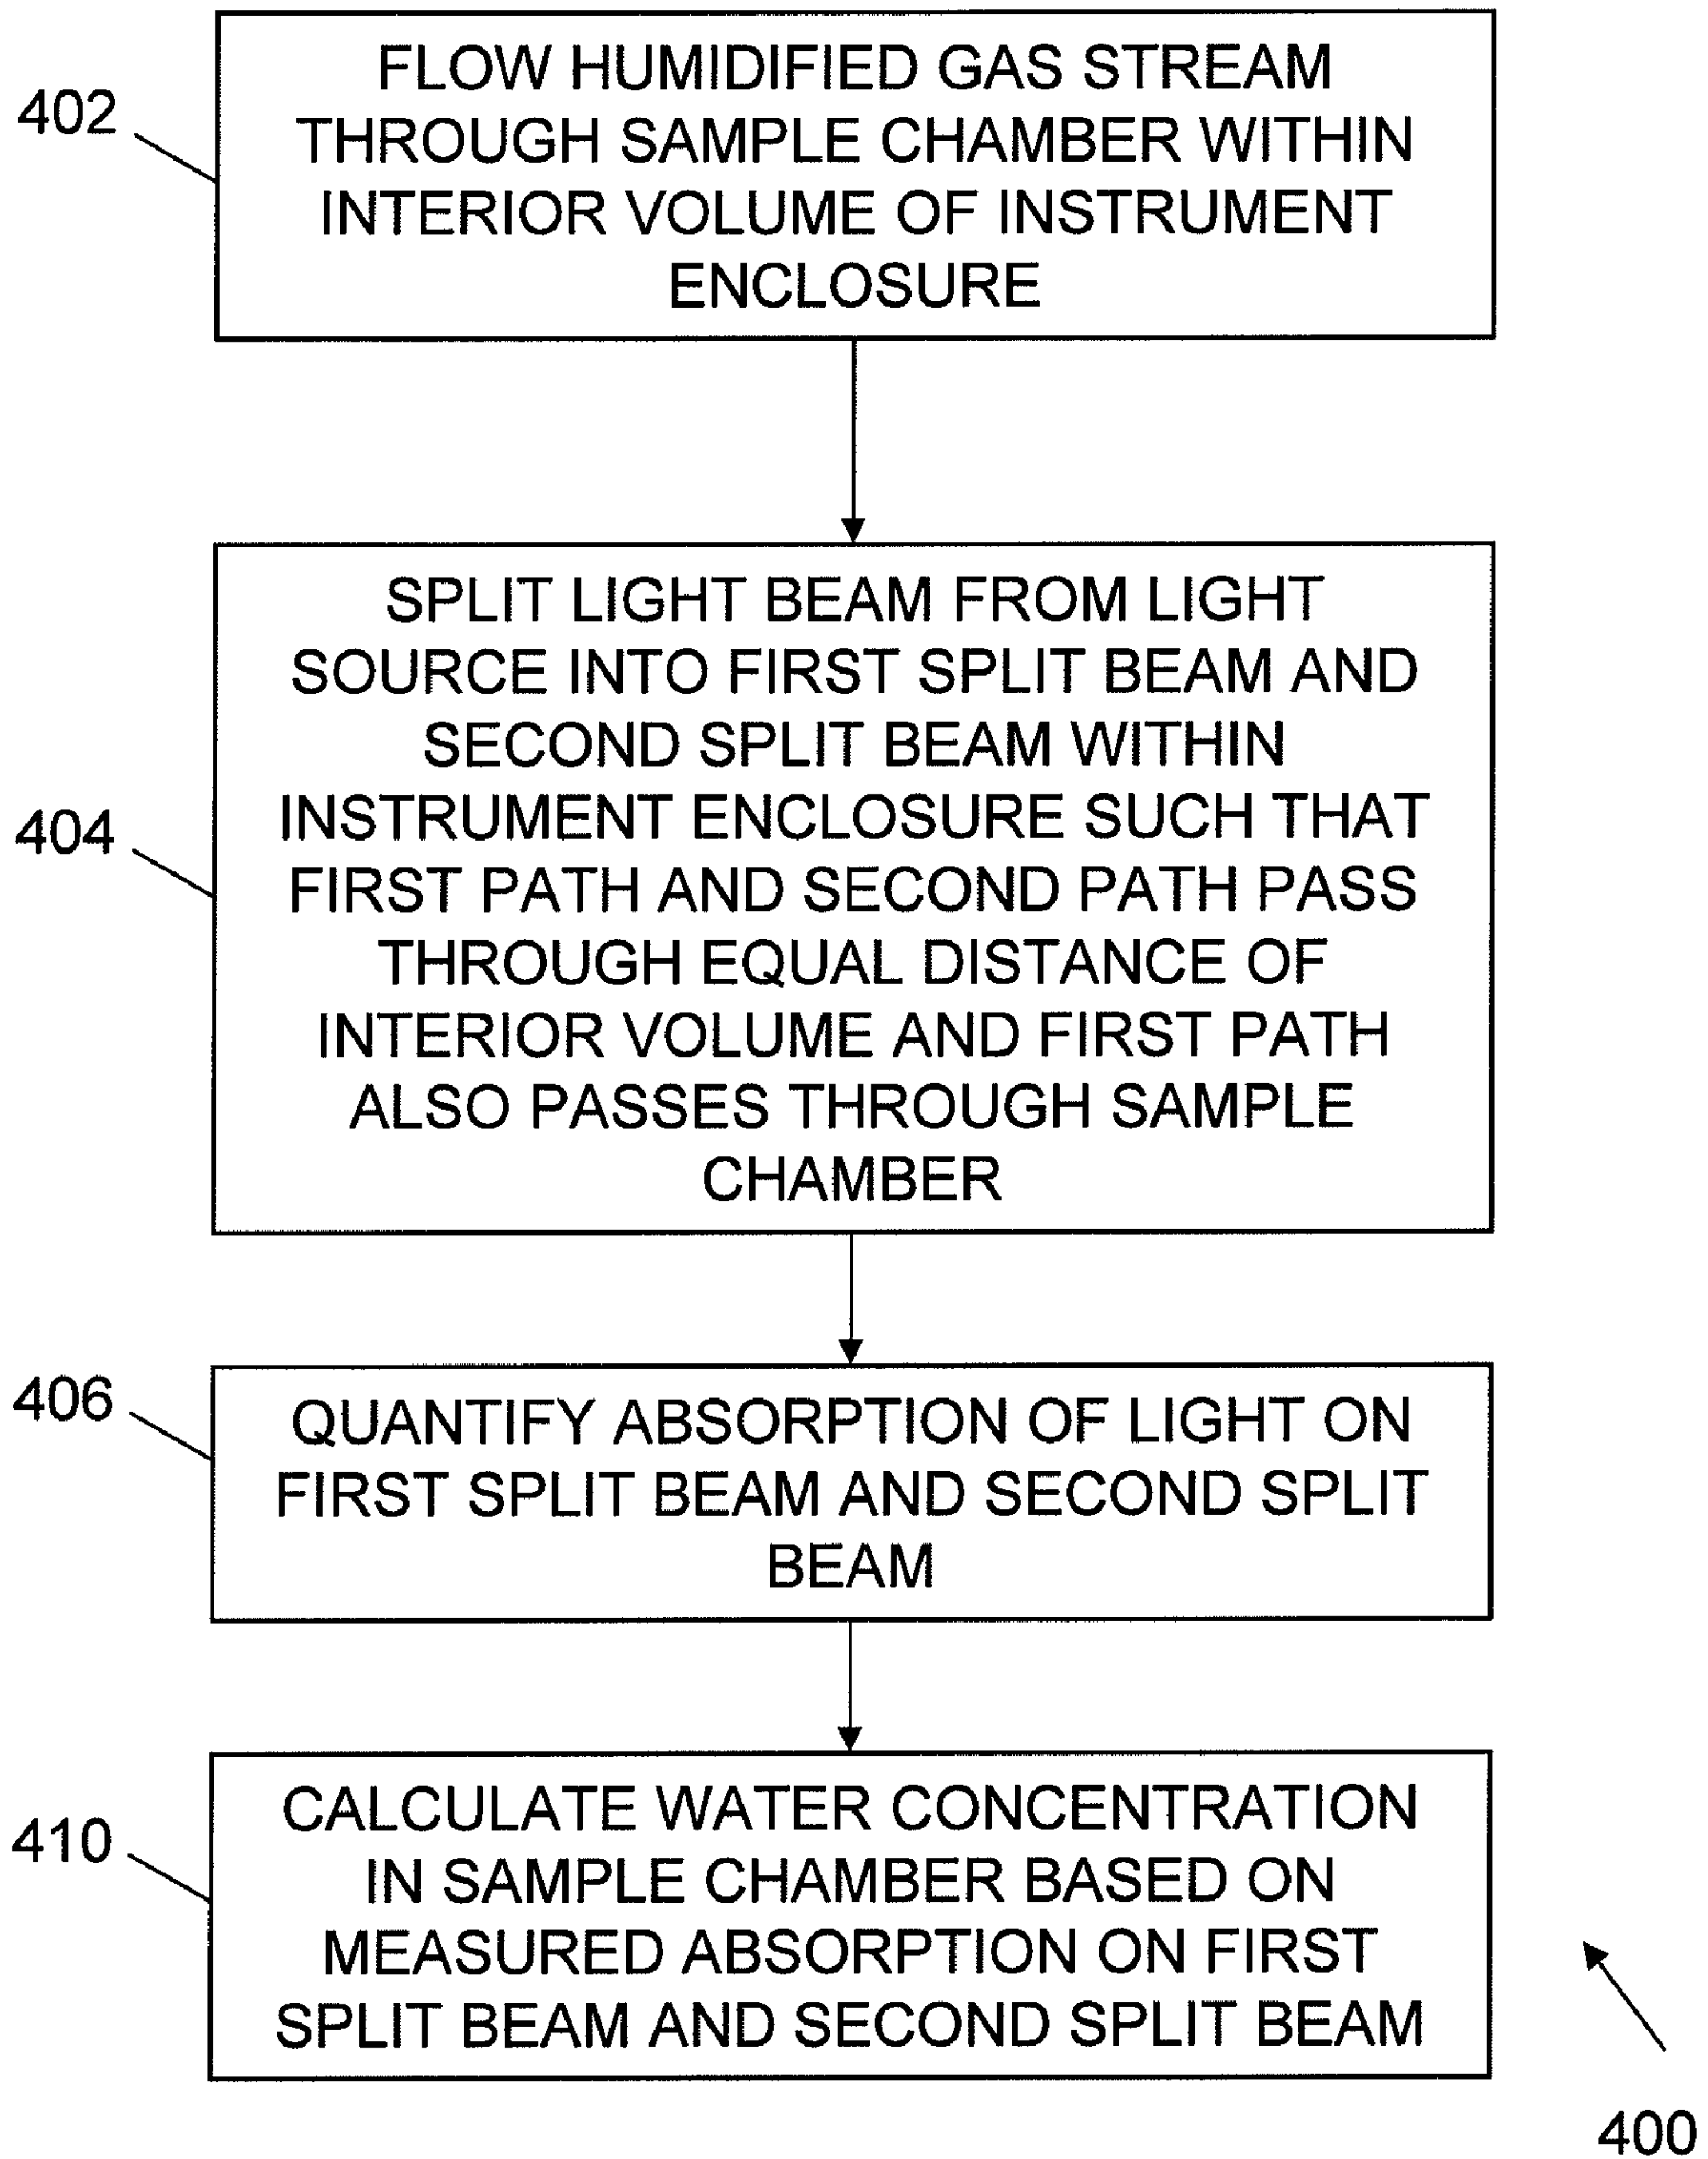 402
FLOW HUMIDIFIED GAS STREAM
THROUGH SAMPLE CHAMBER WITHIN
INTERIOR VOLUME OF INSTRUMENT
ENCLOSURE
404
SPLIT LIGHT BEAM FROM LIGHT
SOURCE INTO FIRST SPLIT BEAM AND
SECOND SPLIT BEAM WITHIN
INSTRUMENT ENCLOSURE SUCH THAT
FIRST PATH AND SECOND PATH PASS
THROUGH EQUAL DISTANCE OF
INTERIOR VOLUME AND FIRST PATH
ALSO PASSES THROUGH SAMPLE
CHAMBER
406
QUANTIFY ABSORPTION OF LIGHT ON
FIRST SPLIT BEAM AND SECOND SPLIT
BEAM
410
CALCULATE WATER CONCENTRATION
IN SAMPLE CHAMBER BASED ON
MEASURED ABSORPTION ON FIRST
SPLIT BEAM AND SECOND SPLIT BEAM
400